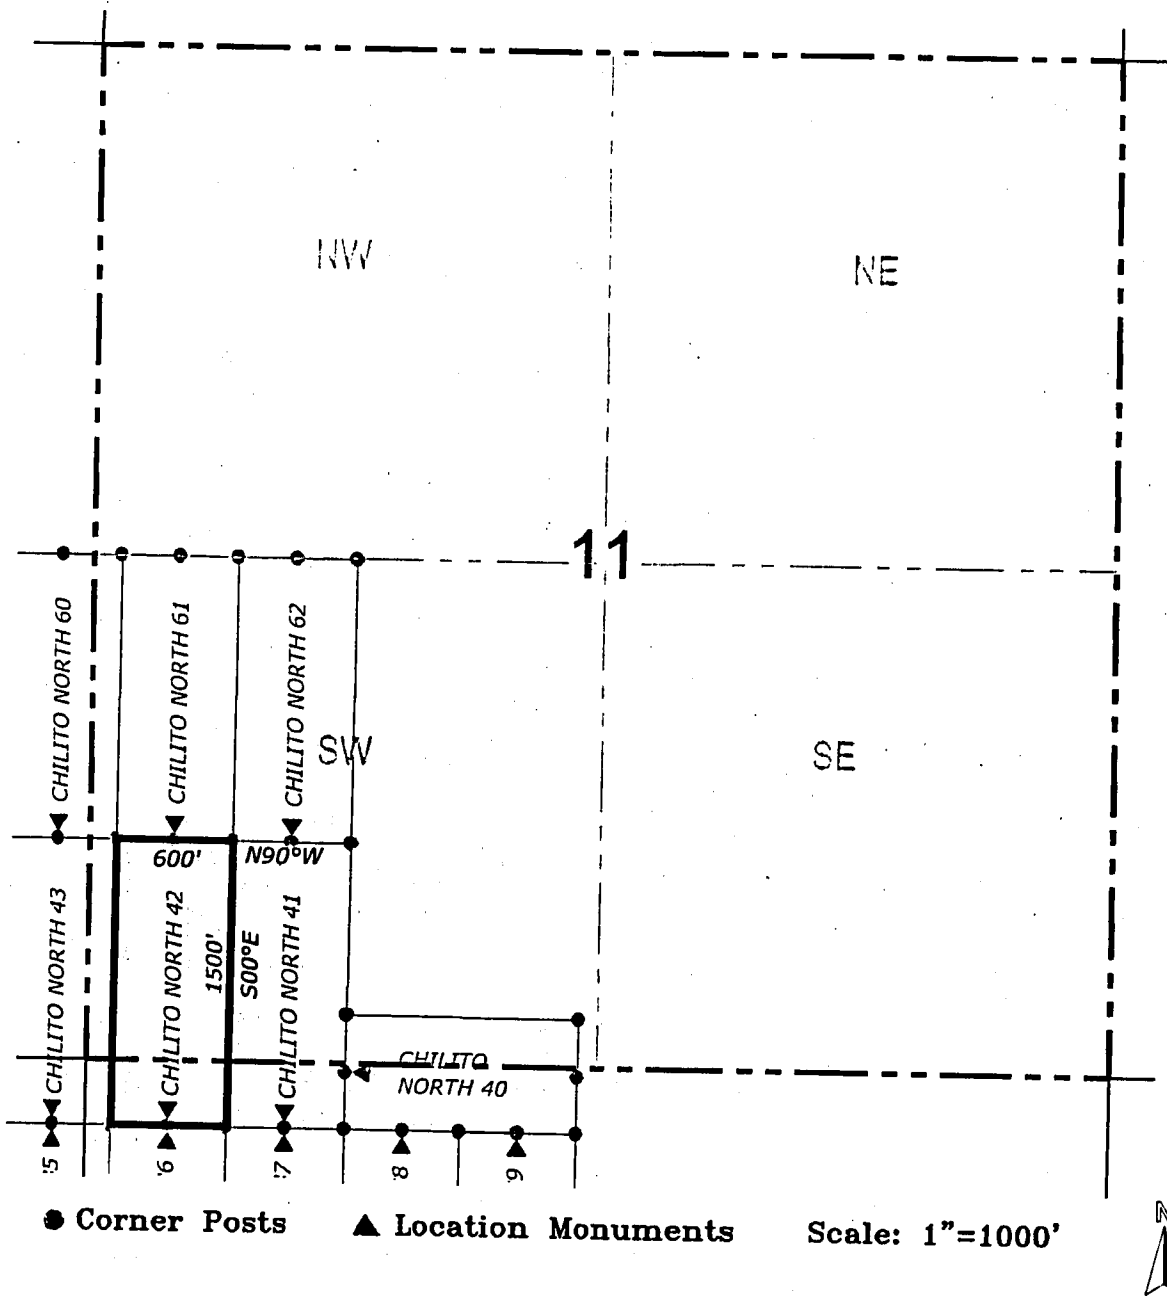 NW
NE
11
CHILITO NORTH 60
CHILITO NORTH 61
CHILITO NORTH 62
SW
SE
600'
N90°W
CHILITO NORTH 43
CHILITO NORTH 42
1500'
S00°E
CHILITO NORTH 41
CHILITO
NORTH 40
Corner Posts
Location Monuments
Scale: 1"=1000'
N